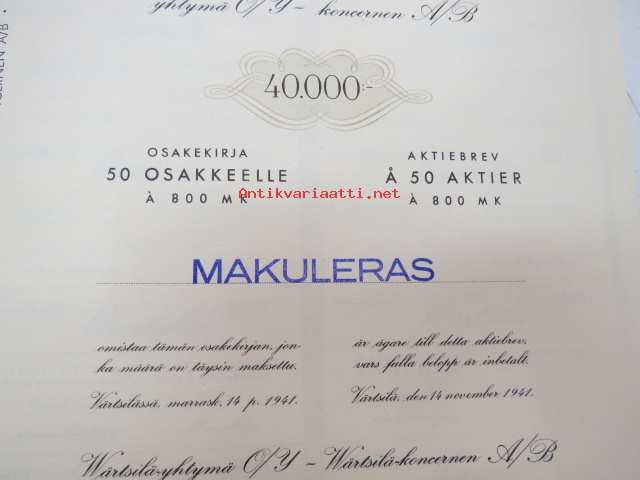 -yhtymä O/Y – -koncernen A/B
40.000:-
OSAKEKIRJA
50 OSAKKEELLE
À 800 MK
AKTIEBREV
Å 50 AKTIER
À 800 MK
Antikvariaatti.net
MAKULERAS
omistaa tämän osakekirjan, jon-
ka määrä on täysin maksettu.
Värtsilässä, marrask. 14 p. 1941.
är ägare till detta aktiebrev,
vars fulla belopp är inbetalt.
Värtsilä, den 14 november 1941.
Wärtsilä-yhtymä O/Y – Wärtsilä-koncernen A/B
A/B